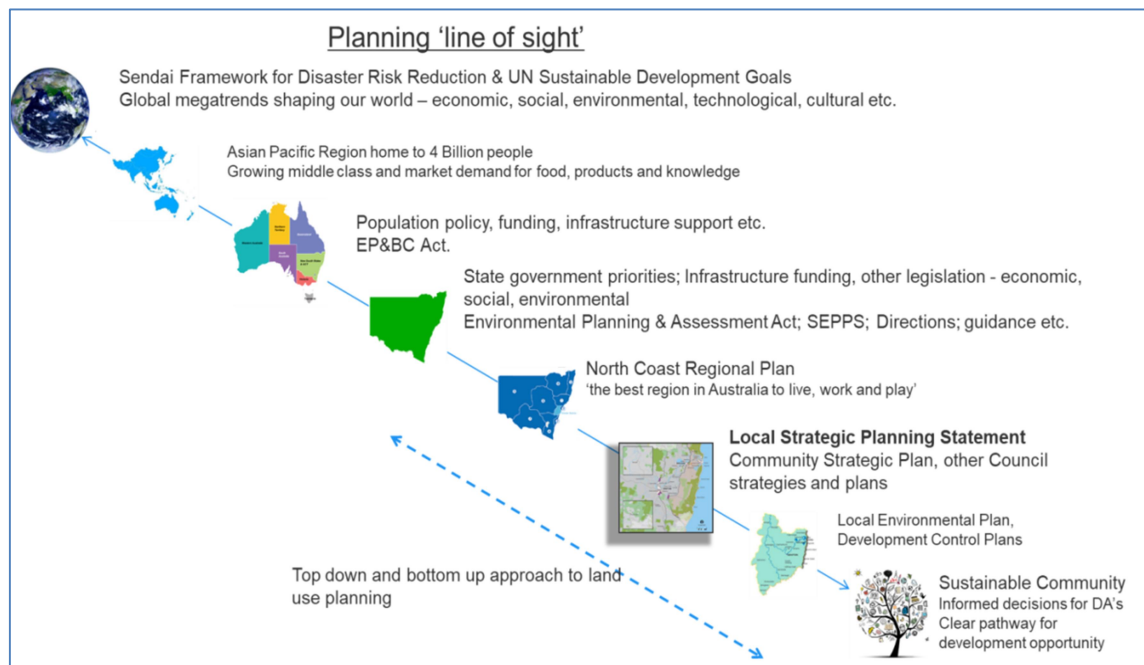 Planning ‘line of sight’
Sendai Framework for Disaster Risk Reduction & UN Sustainable Development Goals
Global megatrends shaping our world – economic, social, environmental, technological, cultural etc.
Asian Pacific Region home to 4 Billion people
Growing middle class and market demand for food, products and knowledge
Population policy, funding, infrastructure support etc.
EP&BC Act.
State government priorities; Infrastructure funding, other legislation - economic,
social, environmental
Environmental Planning & Assessment Act; SEPPS; Directions; guidance etc.
North Coast Regional Plan
‘the best region in Australia to live, work and play’
Local Strategic Planning Statement
Community Strategic Plan, other Council
strategies and plans
Local Environmental Plan,
Development Control Plans
Top down and bottom up approach to land
use planning
Sustainable Community
Informed decisions for DA’s
Clear pathway for
development opportunity